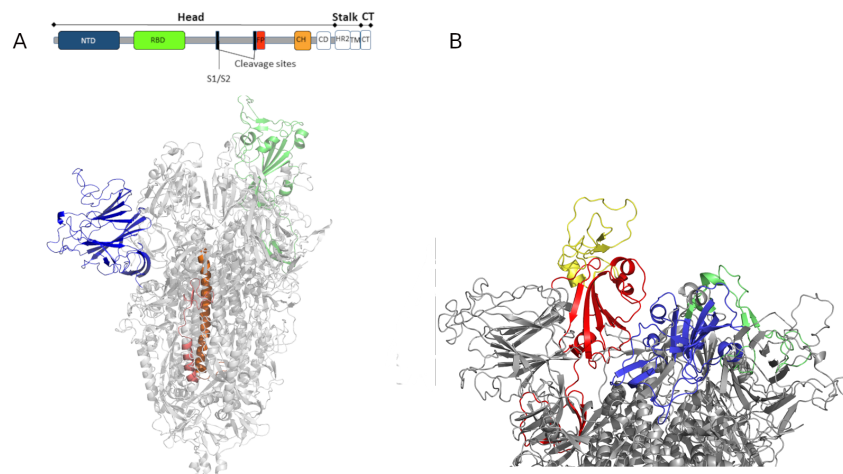 Head
Stalk
CT
A
NTD
RBD
FP
CH
CD
HR2
TM
CT
Cleavage sites
S1/S2
B